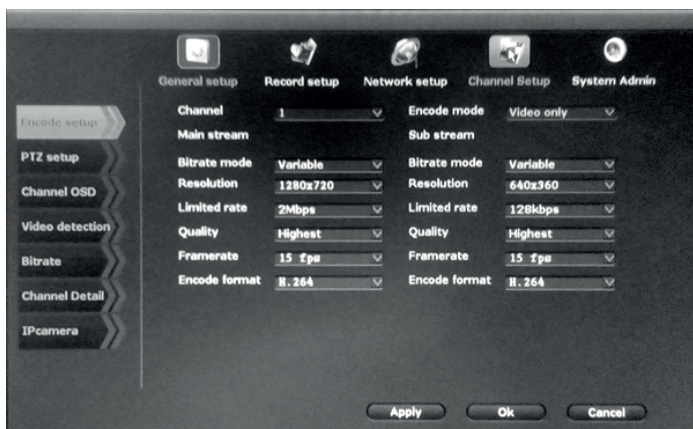 General setup Record setup Network setup Channel Setup System Admin
Encode setup
PTZ setup
Channel OSD
Video detection
Bitrate
Channel Detail
IPcamera
Channel 1 Encode mode Video only
Main stream Sub stream
Bitrate mode Variable Bitrate mode Variable
Resolution 1280x720 Resolution 640x360
Limited rate 2Mbps Limited rate 128kbps
Quality Highest Quality Highest
Framerate 15 fps Framerate 15 fps
Encode format H.264 Encode format H.264
Apply Ok Cancel